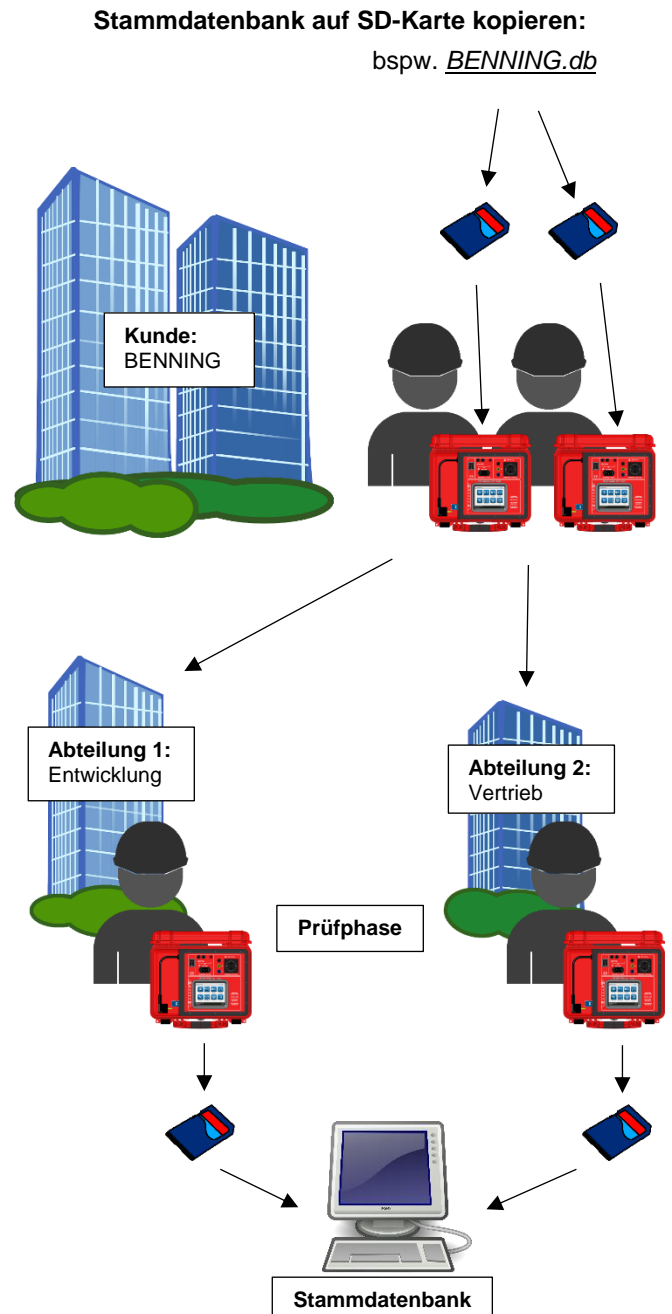 Stammdatenbank auf SD-Karte kopieren:
bspw. BENNING.db
Kunde:
BENNING
Abteilung 1:
Entwicklung
Abteilung 2:
Vertrieb
Prüfphase
Stammdatenbank